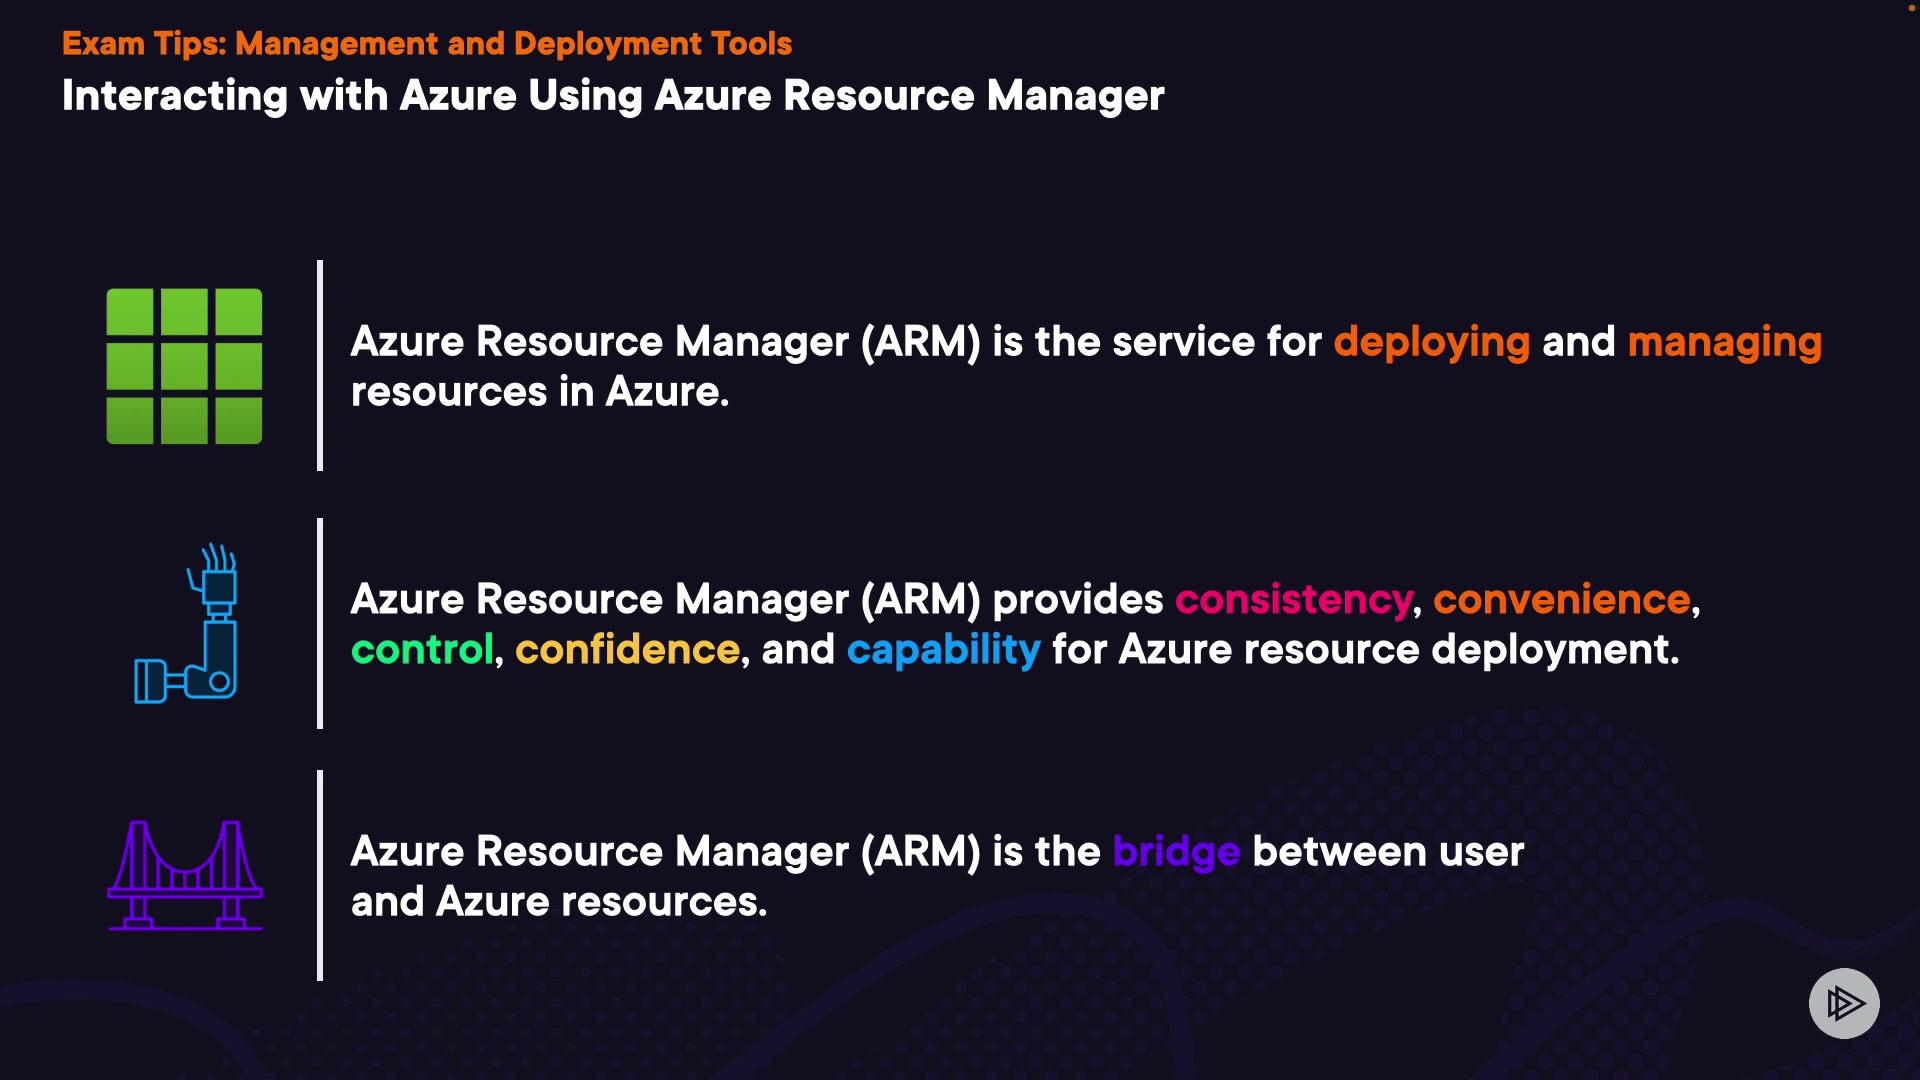 Exam Tips: Management and Deployment Tools
Interacting with Azure Using Azure Resource Manager
Azure Resource Manager (ARM) is the service for deploying and managing
resources in Azure.
Azure Resource Manager (ARM) provides consistency, convenience,
control, confidence, and capability for Azure resource deployment.
Azure Resource Manager (ARM) is the bridge between user
and Azure resources.